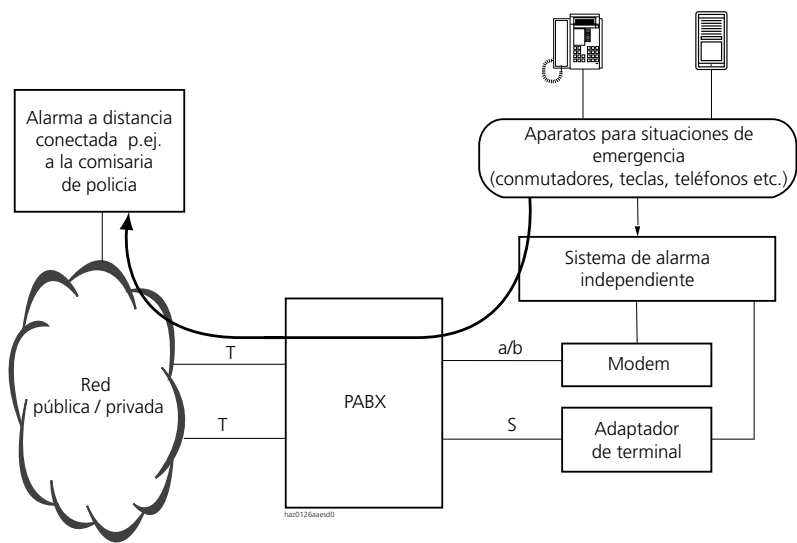 Alarma a distancia
conectada p.ej.
a la comisaria
de policia
Aparatos para situaciones de
emergencia
(conmutadores, teclas, teléfonos etc.)
Sistema de alarma
independiente
T
a/b
Modem
Red
pública / privada
PABX
T
S
Adaptador
de terminal
haz0126aaesd0